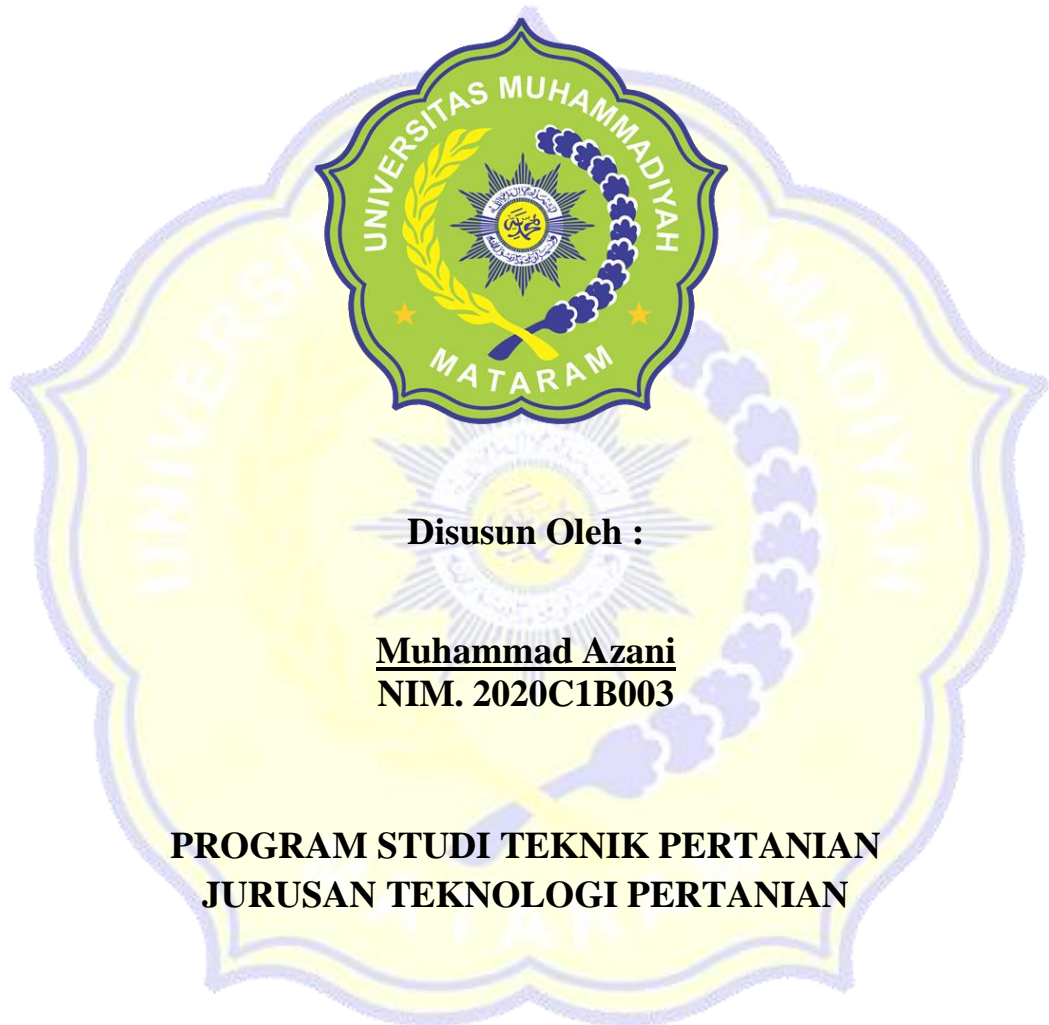 UNIVERSITAS MUHAMMADIYAH
MATARAM
Disusun Oleh :
Muhammad Azani
NIM. 2020C1B003
PROGRAM STUDI TEKNIK PERTANIAN
JURUSAN TEKNOLOGI PERTANIAN